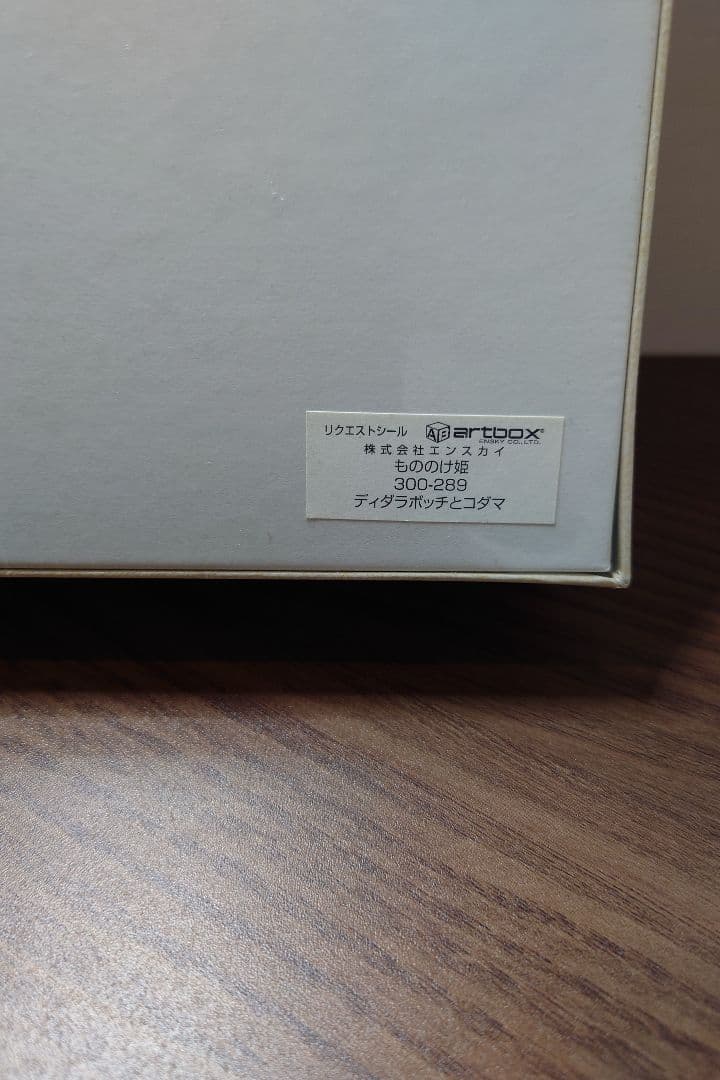 リクエストシール artbox®
ENSKY CO.,LTD.
株式会社エンスカイ
もののけ姫
300-289
ディダラボッチとコダマ